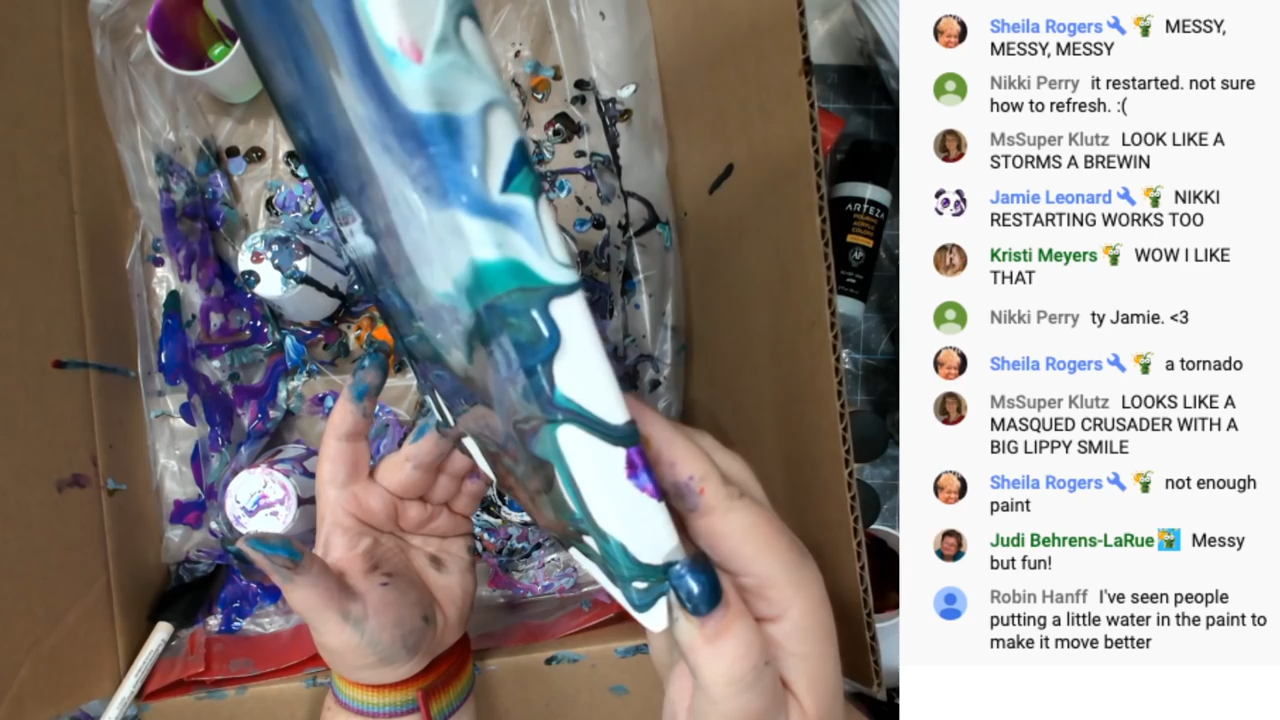 ARTEZA
POURING
ACRYLIC
COLORS
AP
Sheila Rogers MESSY,
MESSY, MESSY
Nikki Perry it restarted. not sure
how to refresh. :(
MsSuper Klutz LOOK LIKE A
STORMS A BREWIN
Jamie Leonard NIKKI
RESTARTING WORKS TOO
Kristi Meyers WOW I LIKE
THAT
Nikki Perry ty Jamie. <3
Sheila Rogers a tornado
MsSuper Klutz LOOKS LIKE A
MASQUED CRUSADER WITH A
BIG LIPPY SMILE
Sheila Rogers not enough
paint
Judi Behrens-LaRue Messy
but fun!
Robin Hanff I've seen people
putting a little water in the paint to
make it move better